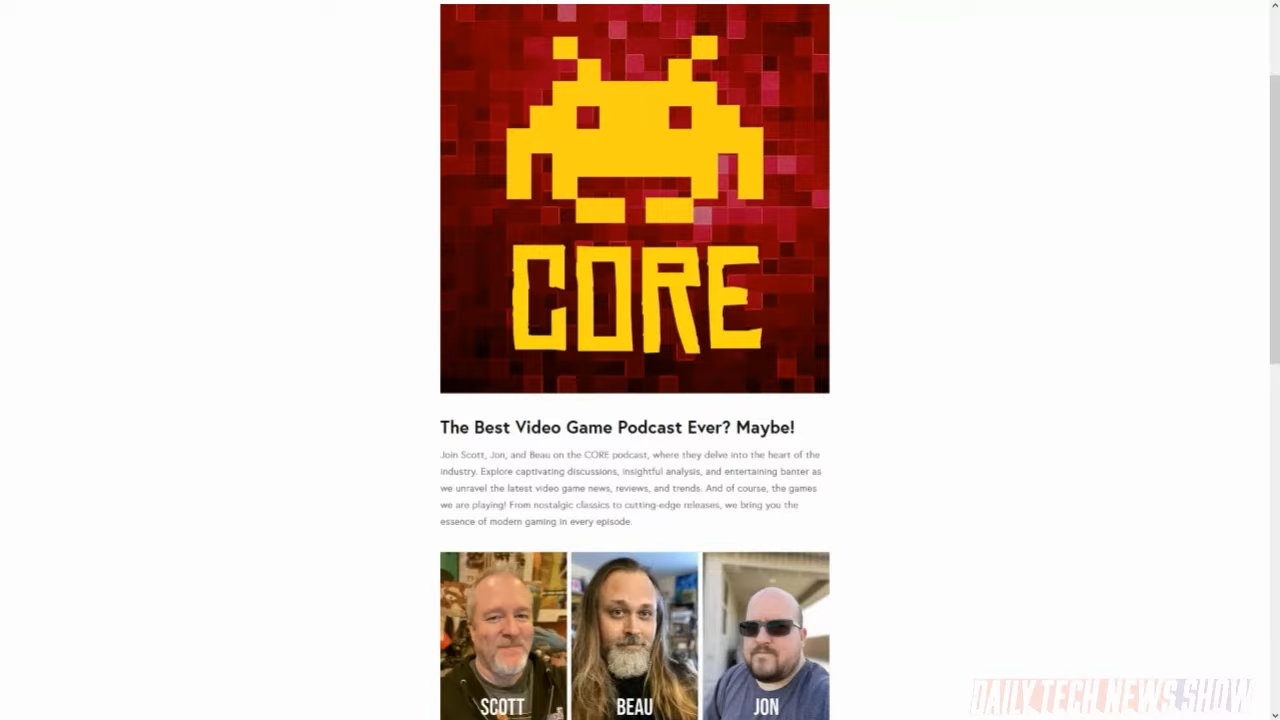 CORE
The Best Video Game Podcast Ever? Maybe!
Join Scott, Jon, and Beau on the CORE podcast, where they delve into the heart of the
industry. Explore captivating discussions, insightful analysis, and entertaining banter as
we unravel the latest video game news, reviews, and trends. And of course, the games
we are playing! From nostalgic classics to cutting-edge releases, we bring you the
essence of modern gaming in every episode.
SCOTT
BEAU
JON
DAILY TECH NEWS SHOW